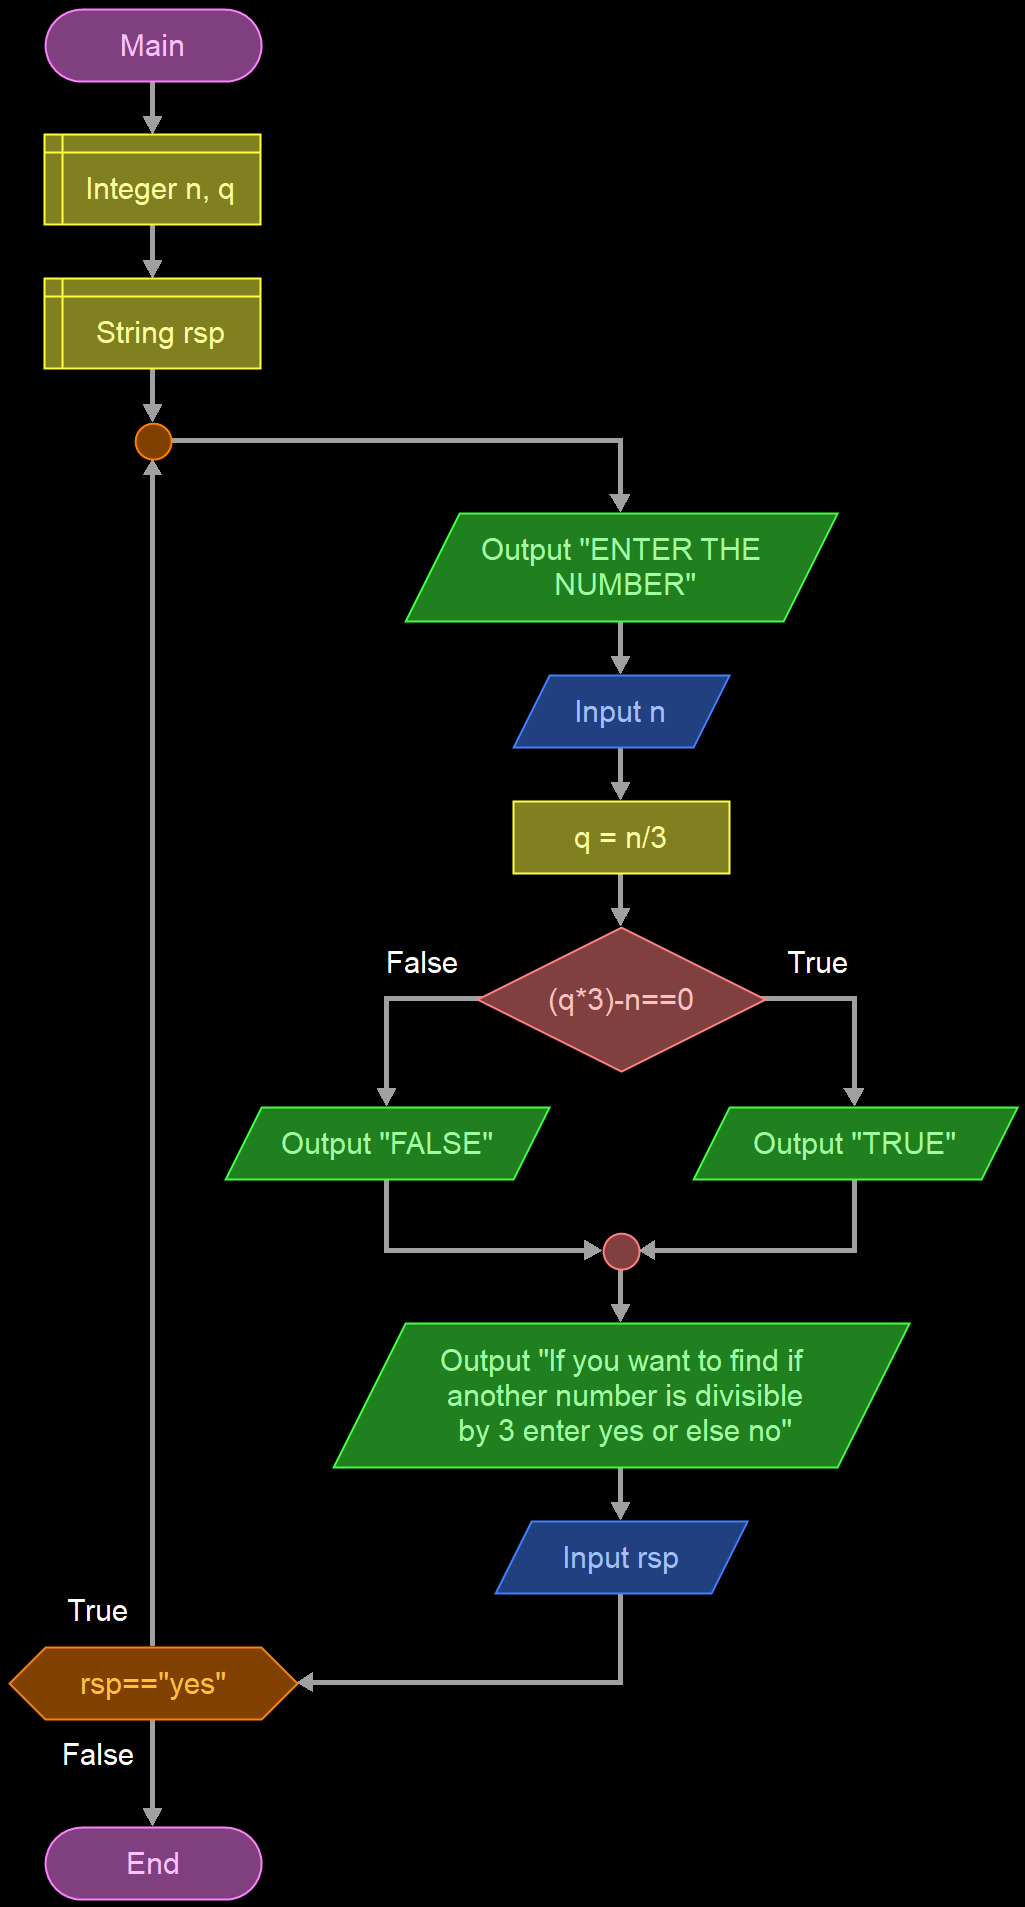 Main
Integer n, q
String rsp
Output "ENTER THE
NUMBER"
Input n
q = n/3
False
True
(q*3)-n==0
Output "FALSE"
Output "TRUE"
Output "If you want to find if
another number is divisible
by 3 enter yes or else no"
Input rsp
True
rsp=="yes"
False
End